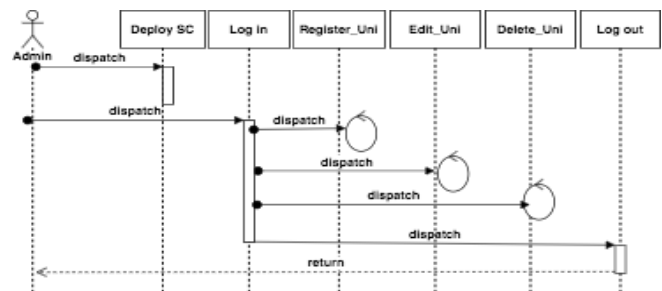 Deploy SC Log in Register_Uni Edit_Uni Delete_Uni Log out
Admin
dispatch
dispatch
dispatch
dispatch
dispatch
dispatch
return